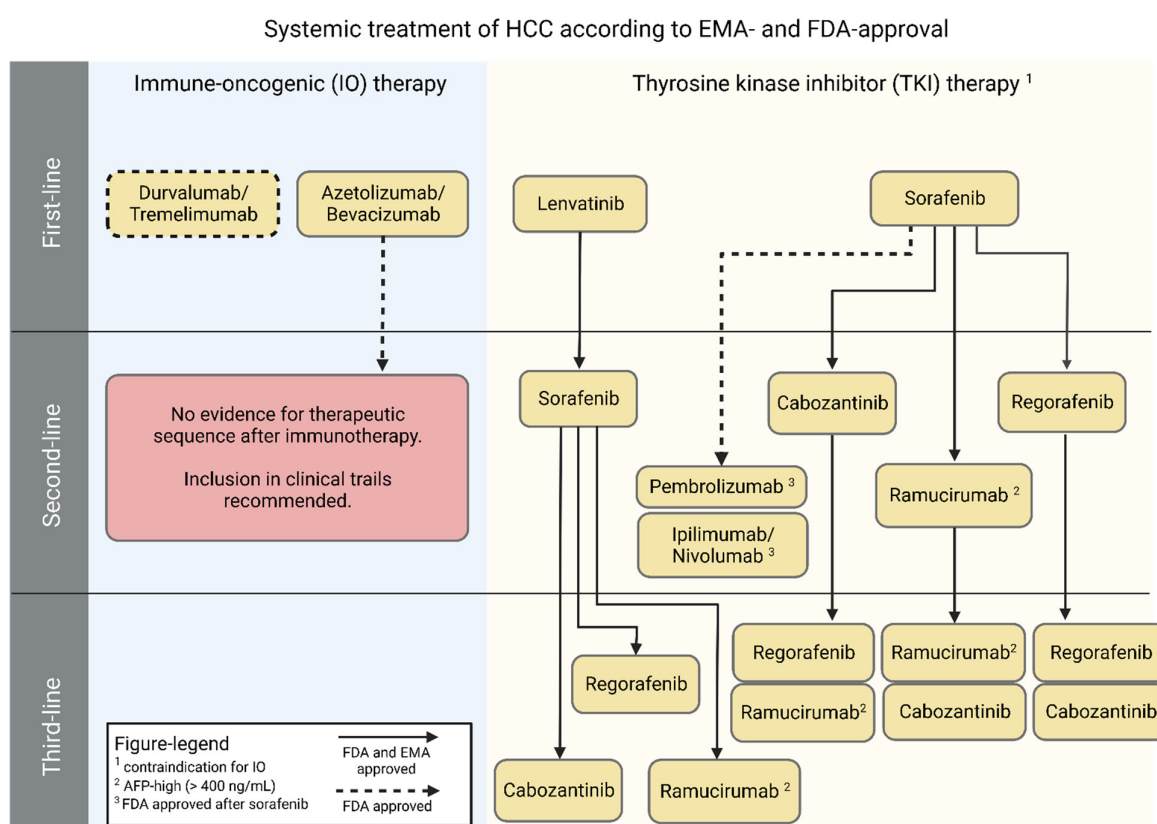 Systemic treatment of HCC according to EMA- and FDA-approval
Immune-oncogenic (IO) therapy
Thyrosine kinase inhibitor (TKI) therapy 1
First-line
Durvalumab/
Tremelimumab
Azetolizumab/
Bevacizumab
Lenvatinib
Sorafenib
Second-line
No evidence for therapeutic
sequence after immunotherapy.
Inclusion in clinical trails
recommended.
Sorafenib
Cabozantinib
Regorafenib
Pembrolizumab 3
Ipilimumab/
Nivolumab 3
Ramucirumab 2
Third-line
Regorafenib
Cabozantinib
Ramucirumab 2
Regorafenib
Ramucirumab2
Ramucirumab2
Cabozantinib
Regorafenib
Cabozantinib
Figure-legend
1 contraindication for IO
2 AFP-high (> 400 ng/mL)
3 FDA approved after sorafenib
FDA and EMA
approved
FDA approved